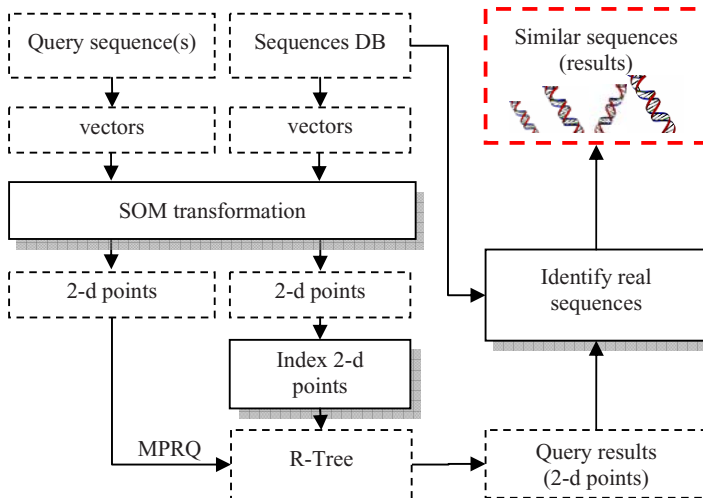 Query sequence(s)
Sequences DB
Similar sequences
(results)
vectors
vectors
SOM transformation
2-d points
2-d points
Identify real
sequences
Index 2-d
points
MPRQ
R-Tree
Query results
(2-d points)